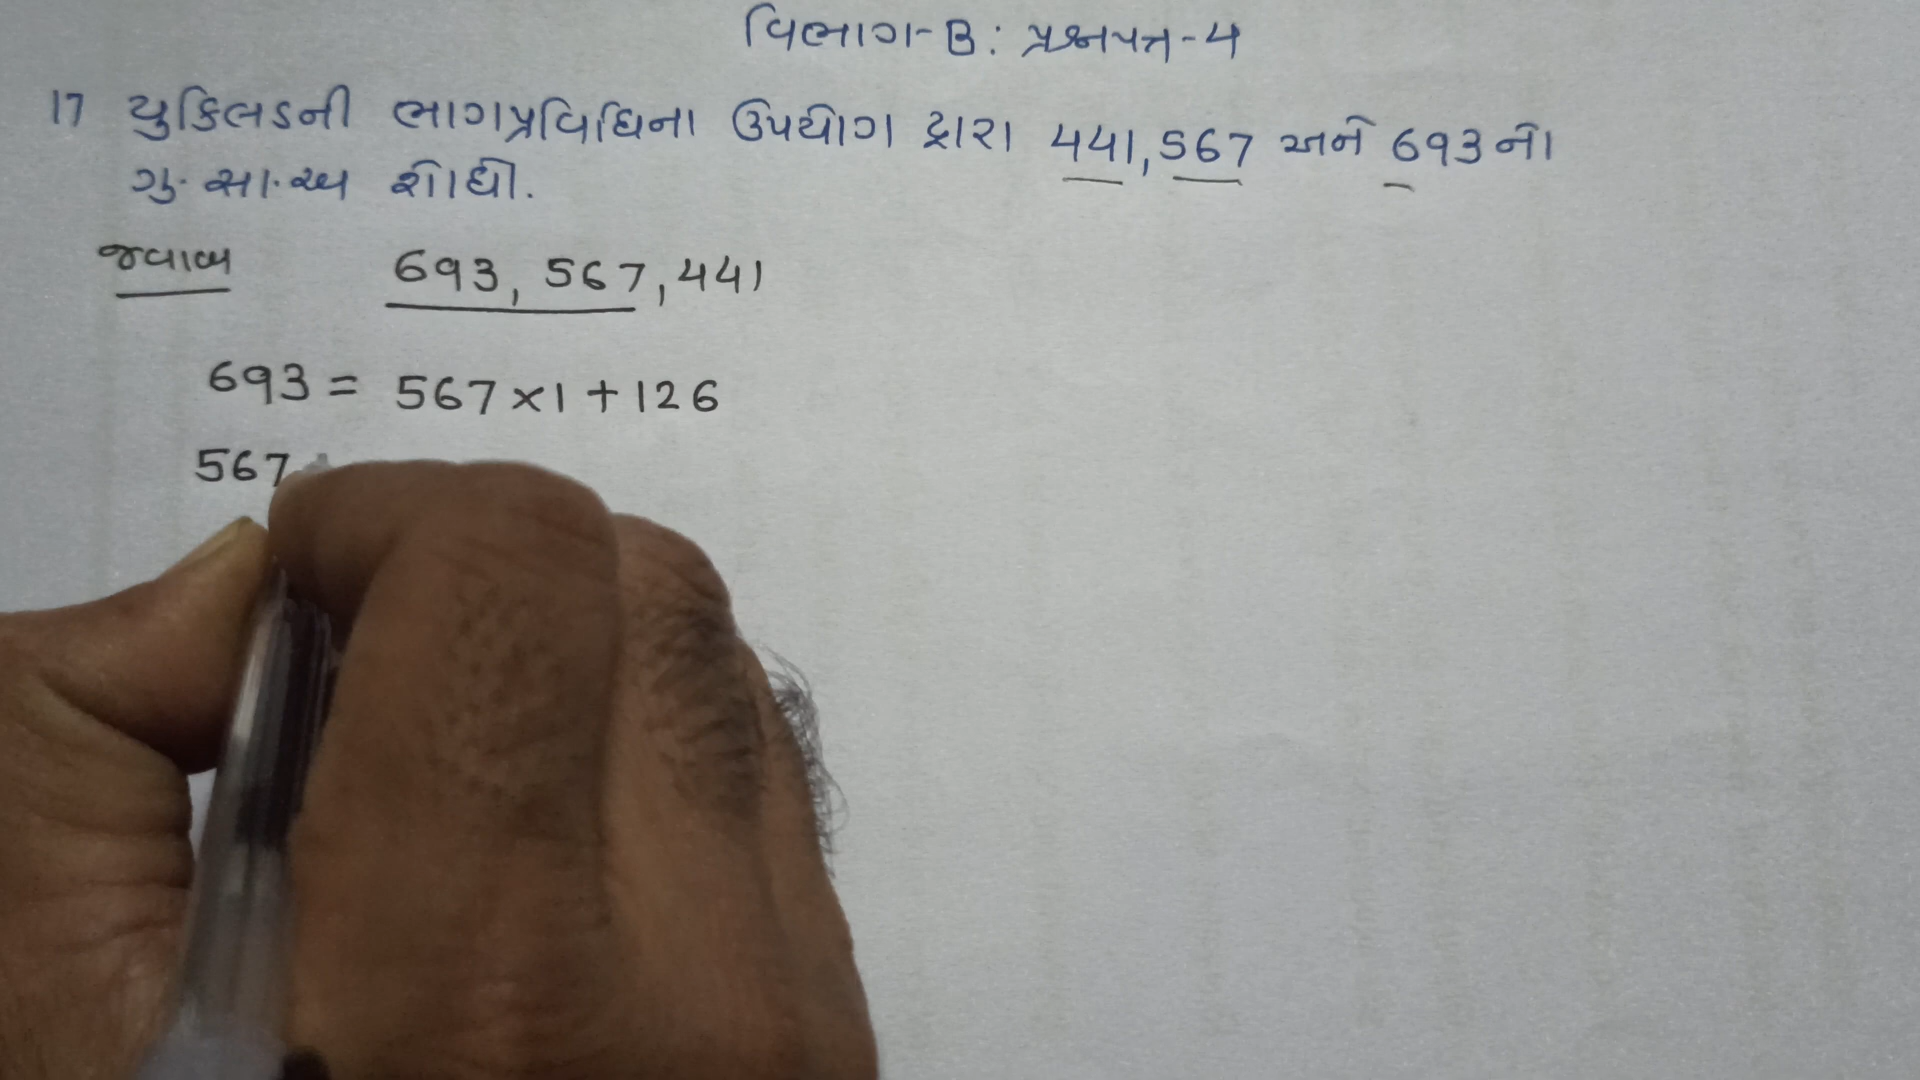 વિભાગ-B: પ્રશ્નપત્ર-4
17 યુક્લિડની ભાગપ્રવિધિના ઉપયોગ દ્વારા 441, 567 અને 693નો
ગુ.સા.અ શોધો.
જવાબ 693, 567, 441
693 = 567 × 1 + 126
567